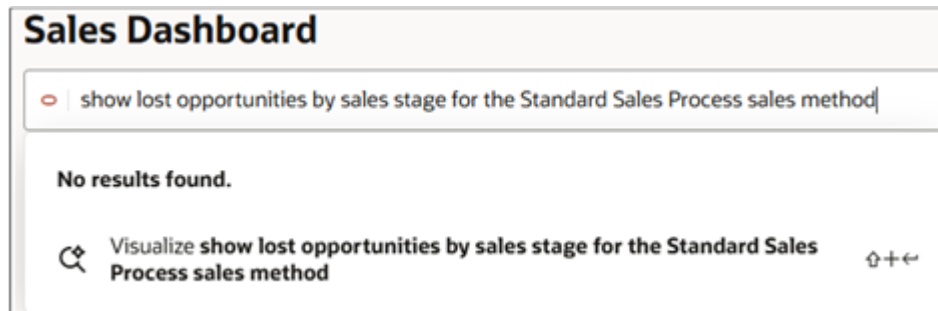 Sales Dashboard
show lost opportunities by sales stage for the Standard Sales Process sales method
No results found.
Visualize show lost opportunities by sales stage for the Standard Sales
Process sales method
⇧+↵